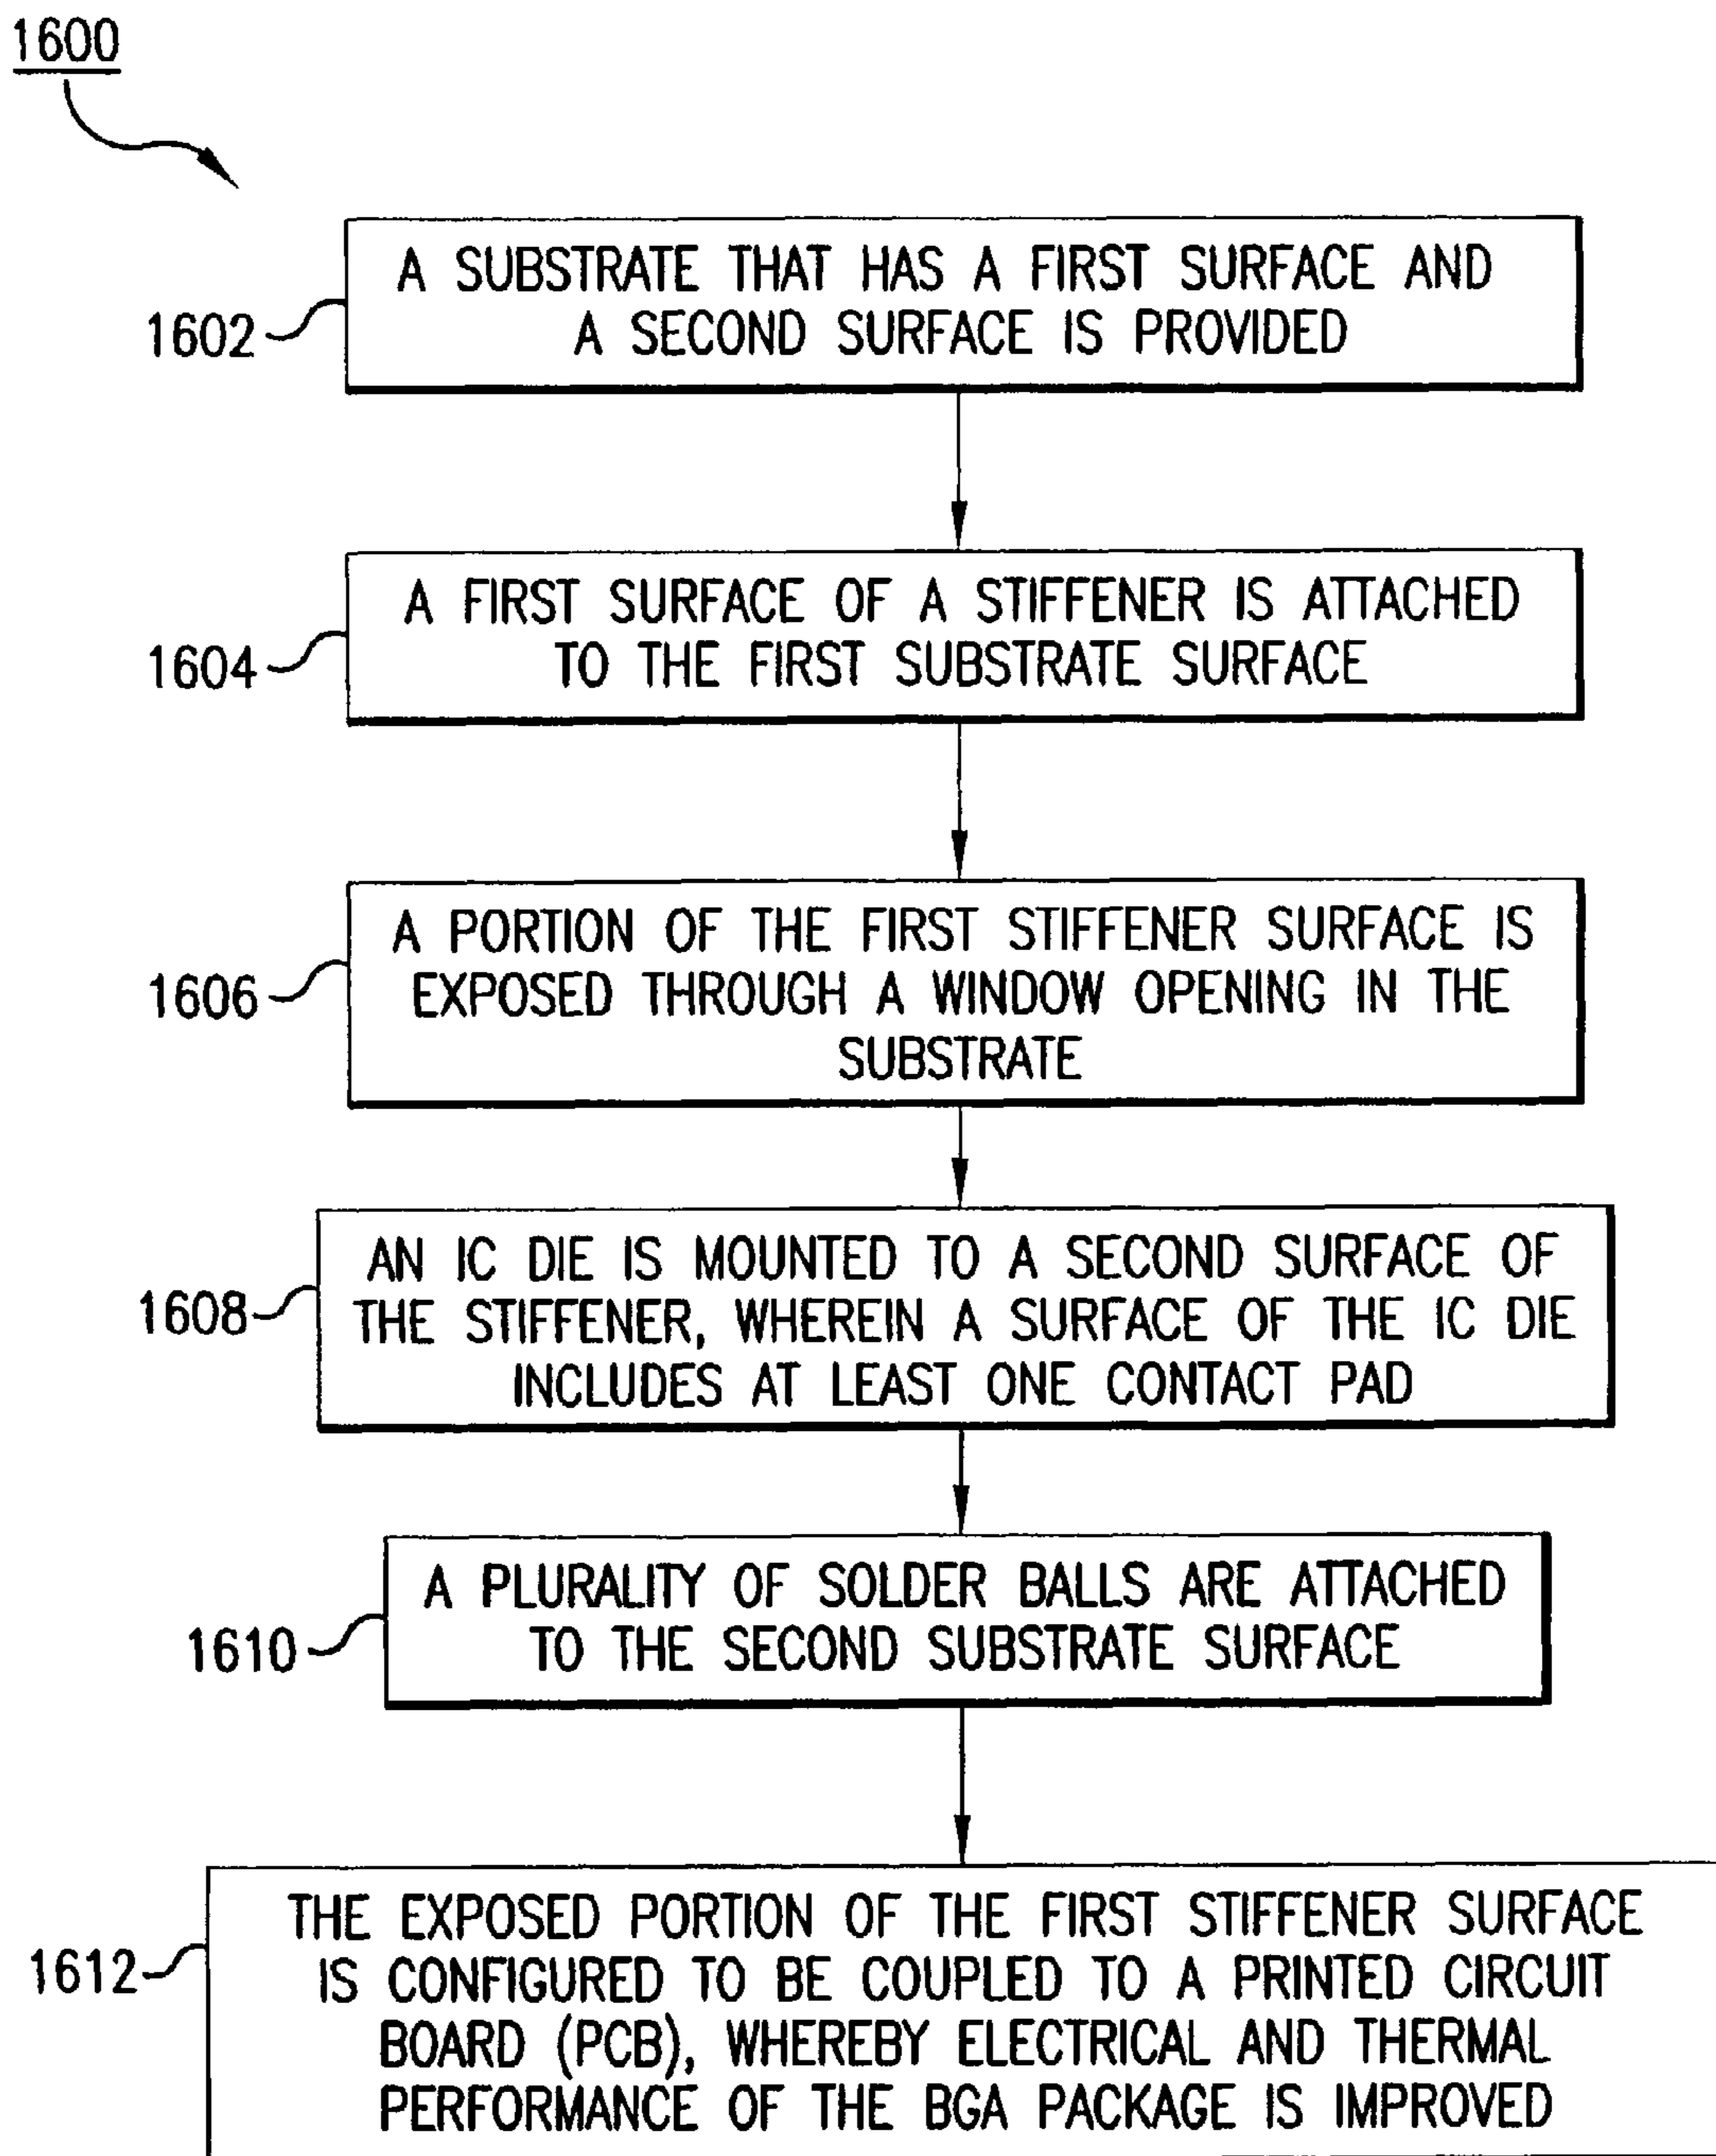 1600
1602
A SUBSTRATE THAT HAS A FIRST SURFACE AND
A SECOND SURFACE IS PROVIDED
1604
A FIRST SURFACE OF A STIFFENER IS ATTACHED
TO THE FIRST SUBSTRATE SURFACE
1606
A PORTION OF THE FIRST STIFFENER SURFACE IS
EXPOSED THROUGH A WINDOW OPENING IN THE
SUBSTRATE
1608
AN IC DIE IS MOUNTED TO A SECOND SURFACE OF
THE STIFFENER, WHEREIN A SURFACE OF THE IC DIE
INCLUDES AT LEAST ONE CONTACT PAD
1610
A PLURALITY OF SOLDER BALLS ARE ATTACHED
TO THE SECOND SUBSTRATE SURFACE
1612
THE EXPOSED PORTION OF THE FIRST STIFFENER SURFACE
IS CONFIGURED TO BE COUPLED TO A PRINTED CIRCUIT
BOARD (PCB), WHEREBY ELECTRICAL AND THERMAL
PERFORMANCE OF THE BGA PACKAGE IS IMPROVED